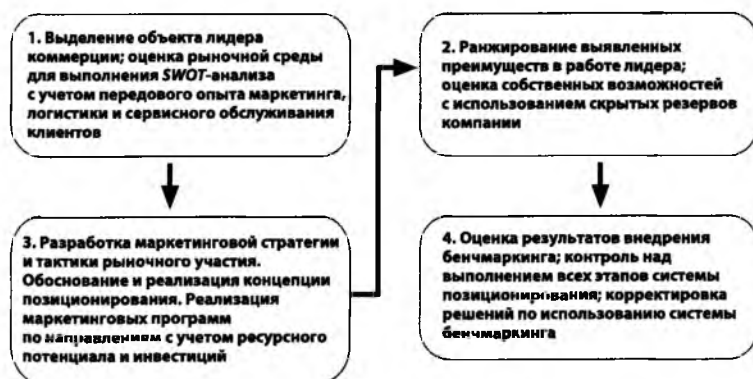 1. Выделение объекта лидера
коммерции; оценка рыночной среды
для выполнения SWOT-анализа
с учетом передового опыта маркетинга,
логистики и сервисного обслуживания
клиентов
2. Ранжирование выявленных
преимуществ в работе лидера;
оценка собственных возможностей
с использованием скрытых резервов
компании
3. Разработка маркетинговой стратегии
и тактики рыночного участия.
Обоснование и реализация концепции
позиционирования. Реализация
маркетинговых программ
по направлениям с учетом ресурсного
потенциала и инвестиций
4. Оценка результатов внедрения
бенчмаркинга; контроль над
выполнением всех этапов системы
позиционирования; корректировка
решений по использованию системы
бенчмаркинга